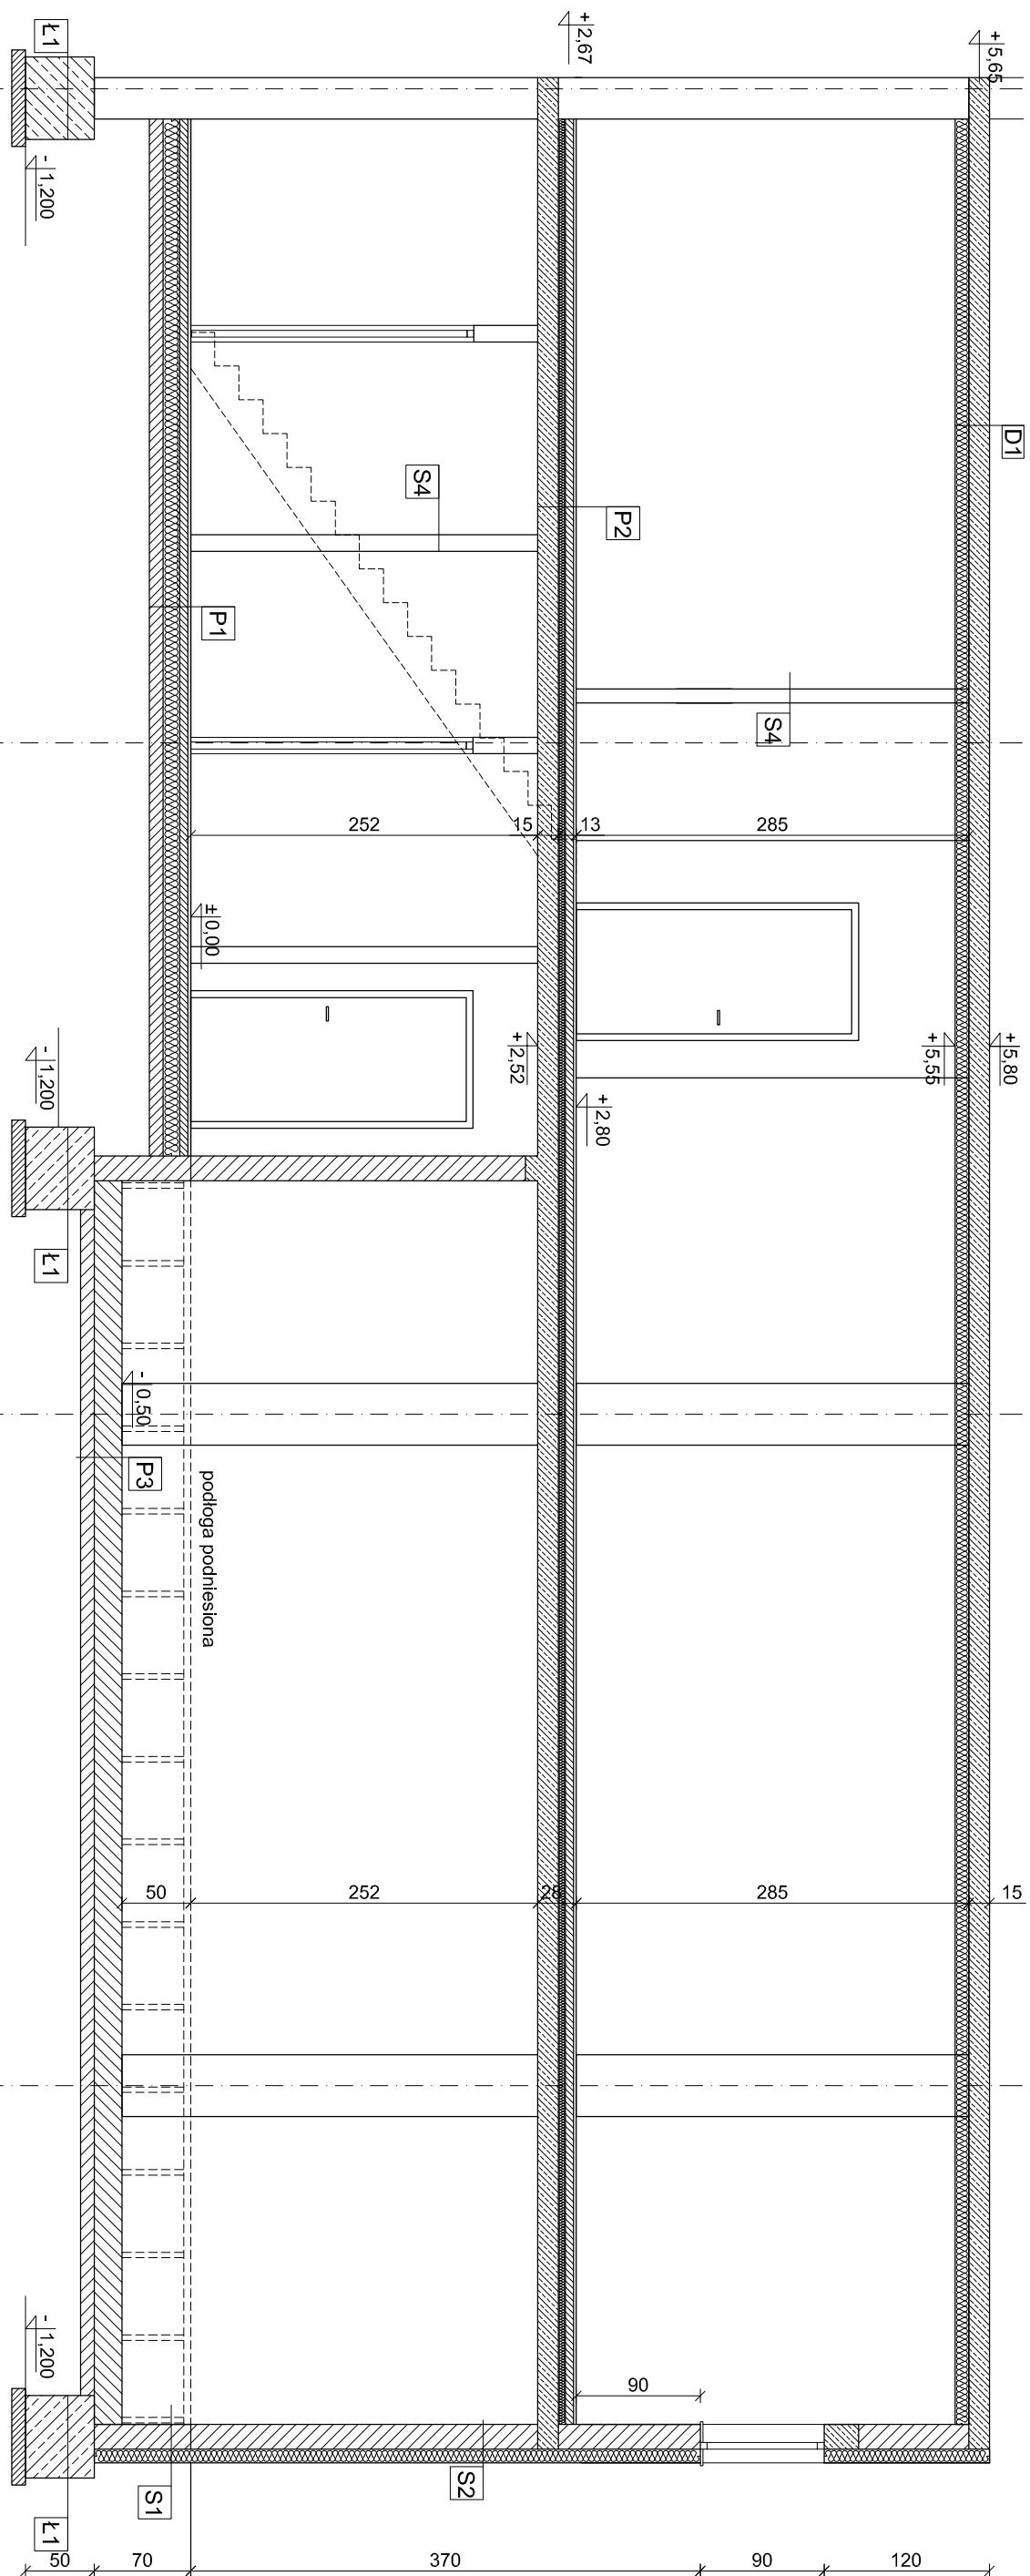 + 5,65
+ 2,67
Ł1
- 1,200
D1
S4
P2
P1
S4
252
15
13
285
± 0,00
+ 2,52
+ 5,55
+ 5,80
+ 2,80
- 1,200
Ł1
- 0,50
P3
podłoga podniesiona
50
252
28
285
15
- 1,200
90
S2
S1
Ł1
50
70
370
90
120